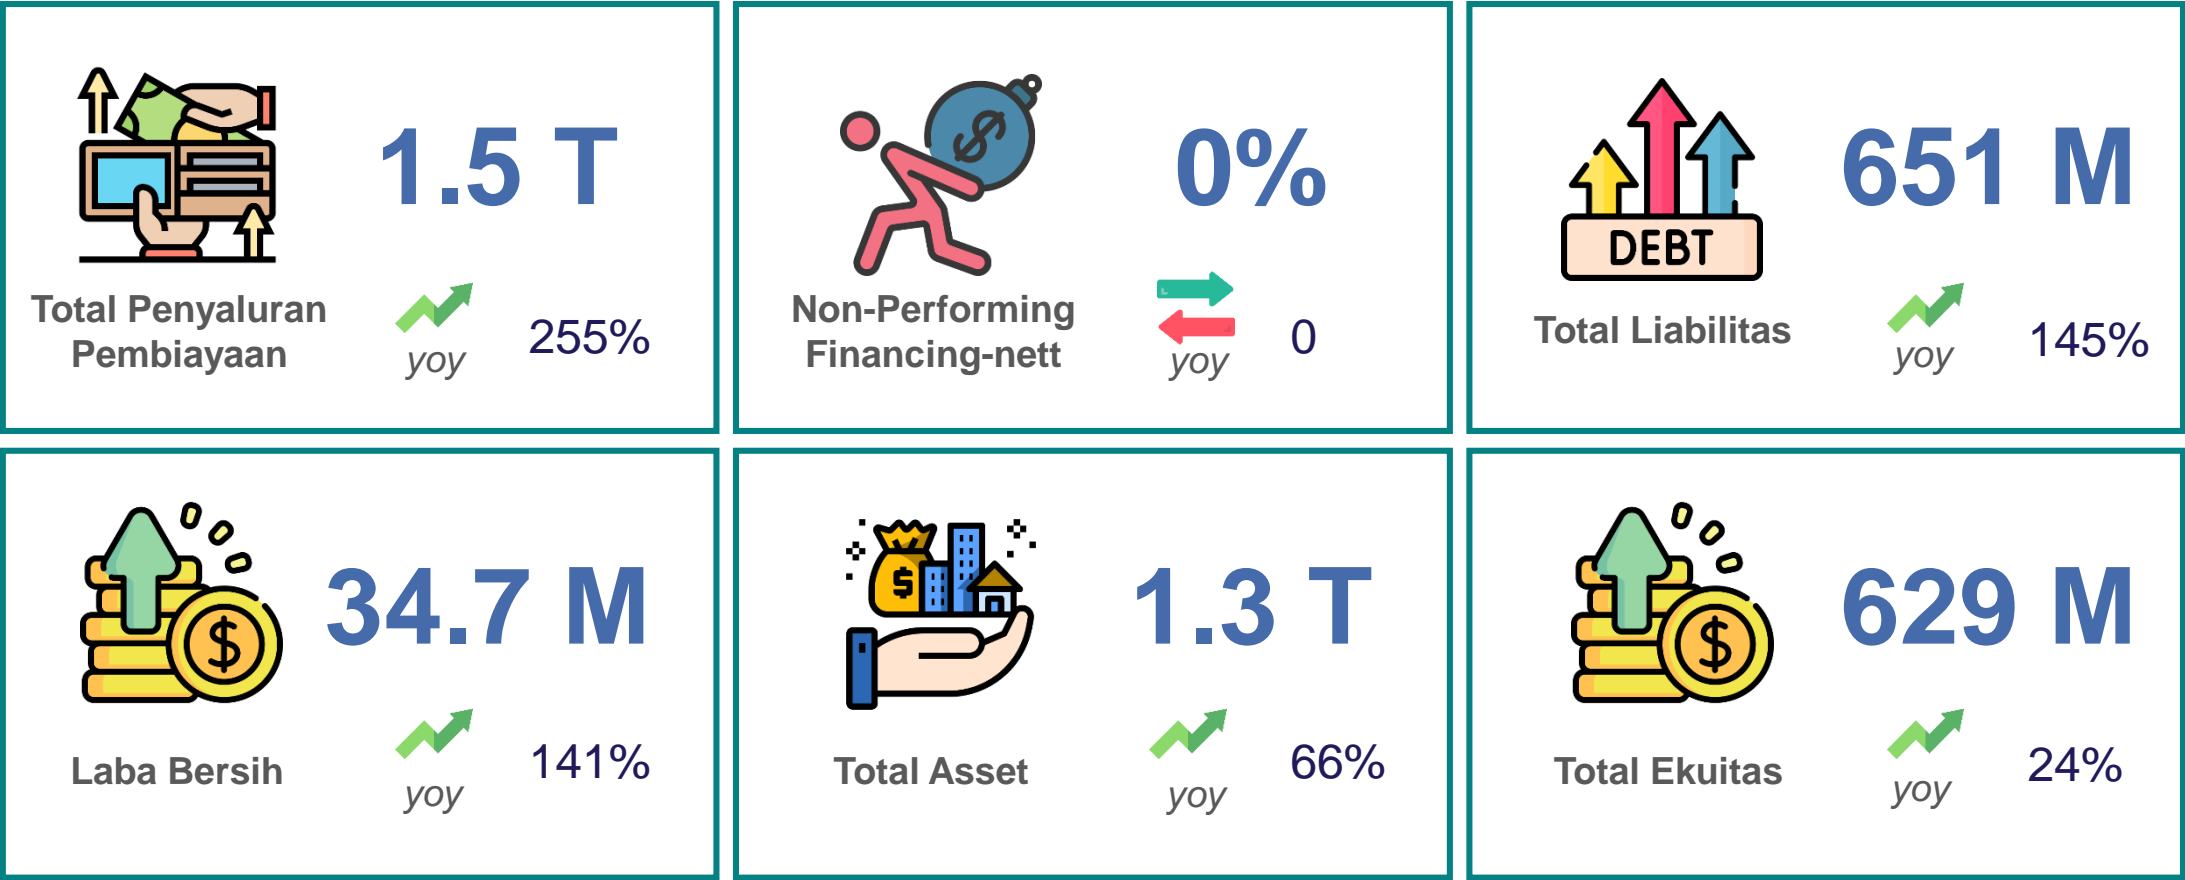 1.5 T
Total Penyaluran
Pembiayaan
yoy
255%
0%
Non-Performing
Financing-nett
yoy
0
DEBT
651 M
Total Liabilitas
yoy
145%
34.7 M
Laba Bersih
yoy
141%
1.3 T
Total Asset
yoy
66%
629 M
Total Ekuitas
yoy
24%